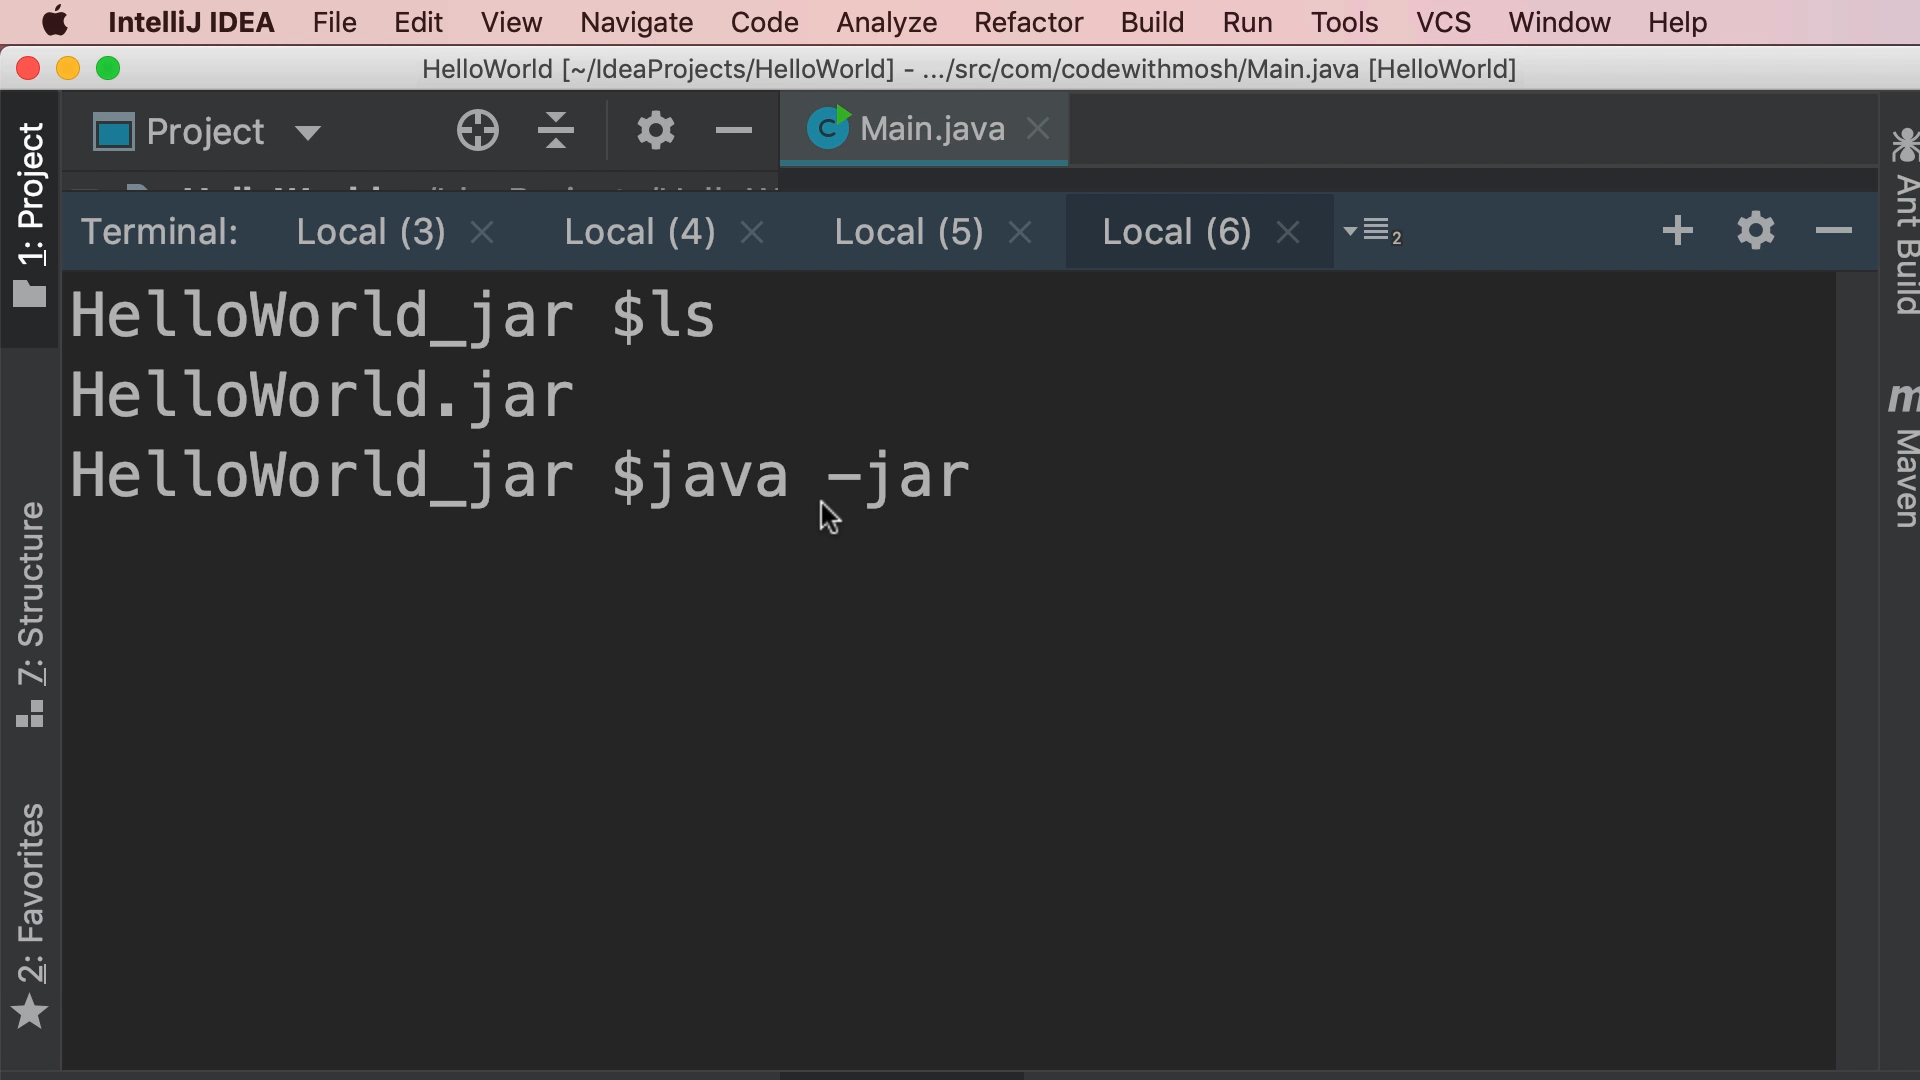 IntelliJ IDEA File Edit View Navigate Code Analyze Refactor Build Run Tools VCS Window Help
HelloWorld [~/IdeaProjects/HelloWorld] - .../src/com/codewithmosh/Main.java [HelloWorld]
Project
Main.java
Terminal: Local (3) Local (4) Local (5) Local (6) 2
HelloWorld_jar $ls
HelloWorld.jar
HelloWorld_jar $java -jar
1: Project
7: Structure
2: Favorites
Ant Build
Maven